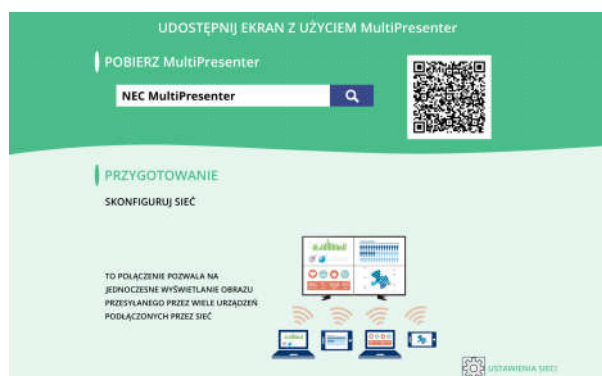 UDOSTĘPNIJ EKRAN Z UŻYCIEM MultiPresenter
POBIERZ MultiPresenter
NEC MultiPresenter
PRZYGOTOWANIE
SKONFIGURUJ SIEĆ
TO POŁĄCZENIE POZWALA NA
JEDNOCZESNE WYŚWIETLANIE OBRAZU
PRZESYŁANEGO PRZEZ WIELE URZĄDZEŃ
PODŁĄCZONYCH PRZEZ SIEĆ
USTAWIENIA SIECI